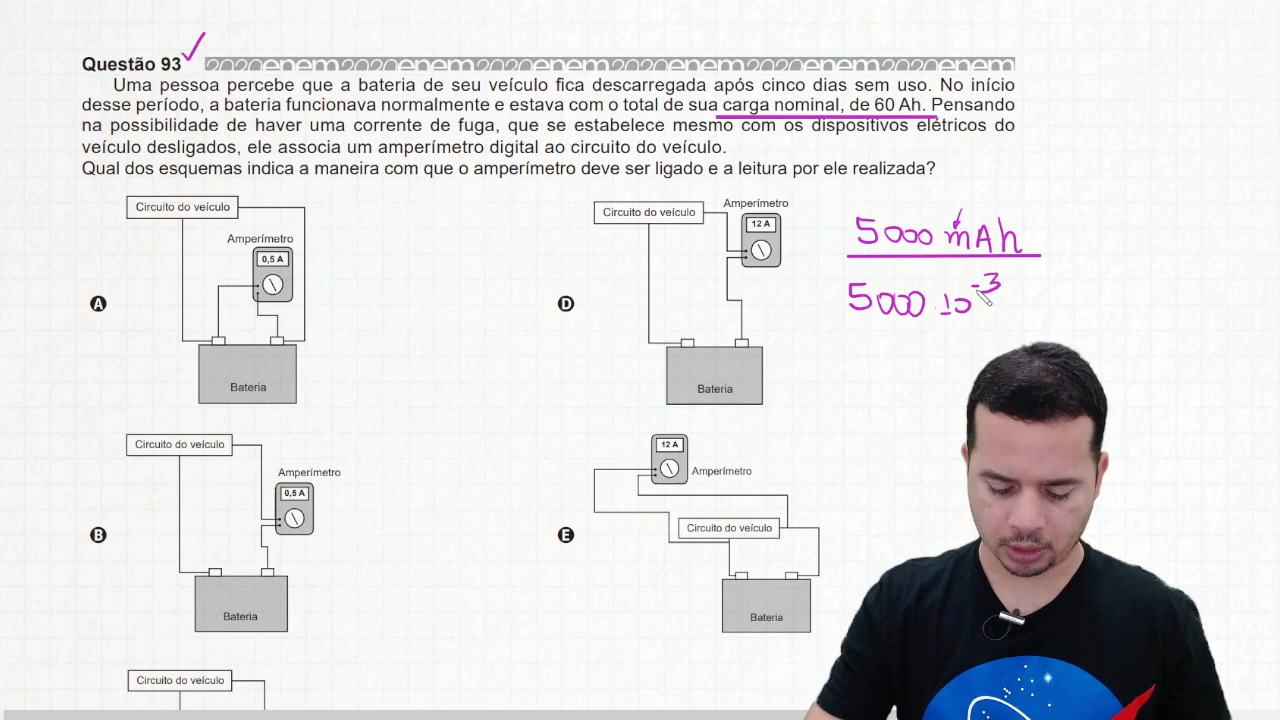 Questão 93
2020enem2020enem2020enem2020enem2020enem2020enem
Uma pessoa percebe que a bateria de seu veículo fica descarregada após cinco dias sem uso. No início
desse período, a bateria funcionava normalmente e estava com o total de sua carga nominal, de 60 Ah. Pensando
na possibilidade de haver uma corrente de fuga, que se estabelece mesmo com os dispositivos elétricos do
veículo desligados, ele associa um amperímetro digital ao circuito do veículo.
Qual dos esquemas indica a maneira com que o amperímetro deve ser ligado e a leitura por ele realizada?
Circuito do veículo
Amperímetro
0,5 A
A
Bateria
Circuito do veículo
Amperímetro
0,5 A
B
Bateria
Circuito do veículo
Amperímetro
12 A
Circuito do veículo
D
Bateria
12 A
Amperímetro
Circuito do veículo
E
Bateria
5000 mAh
5000 . 10-3